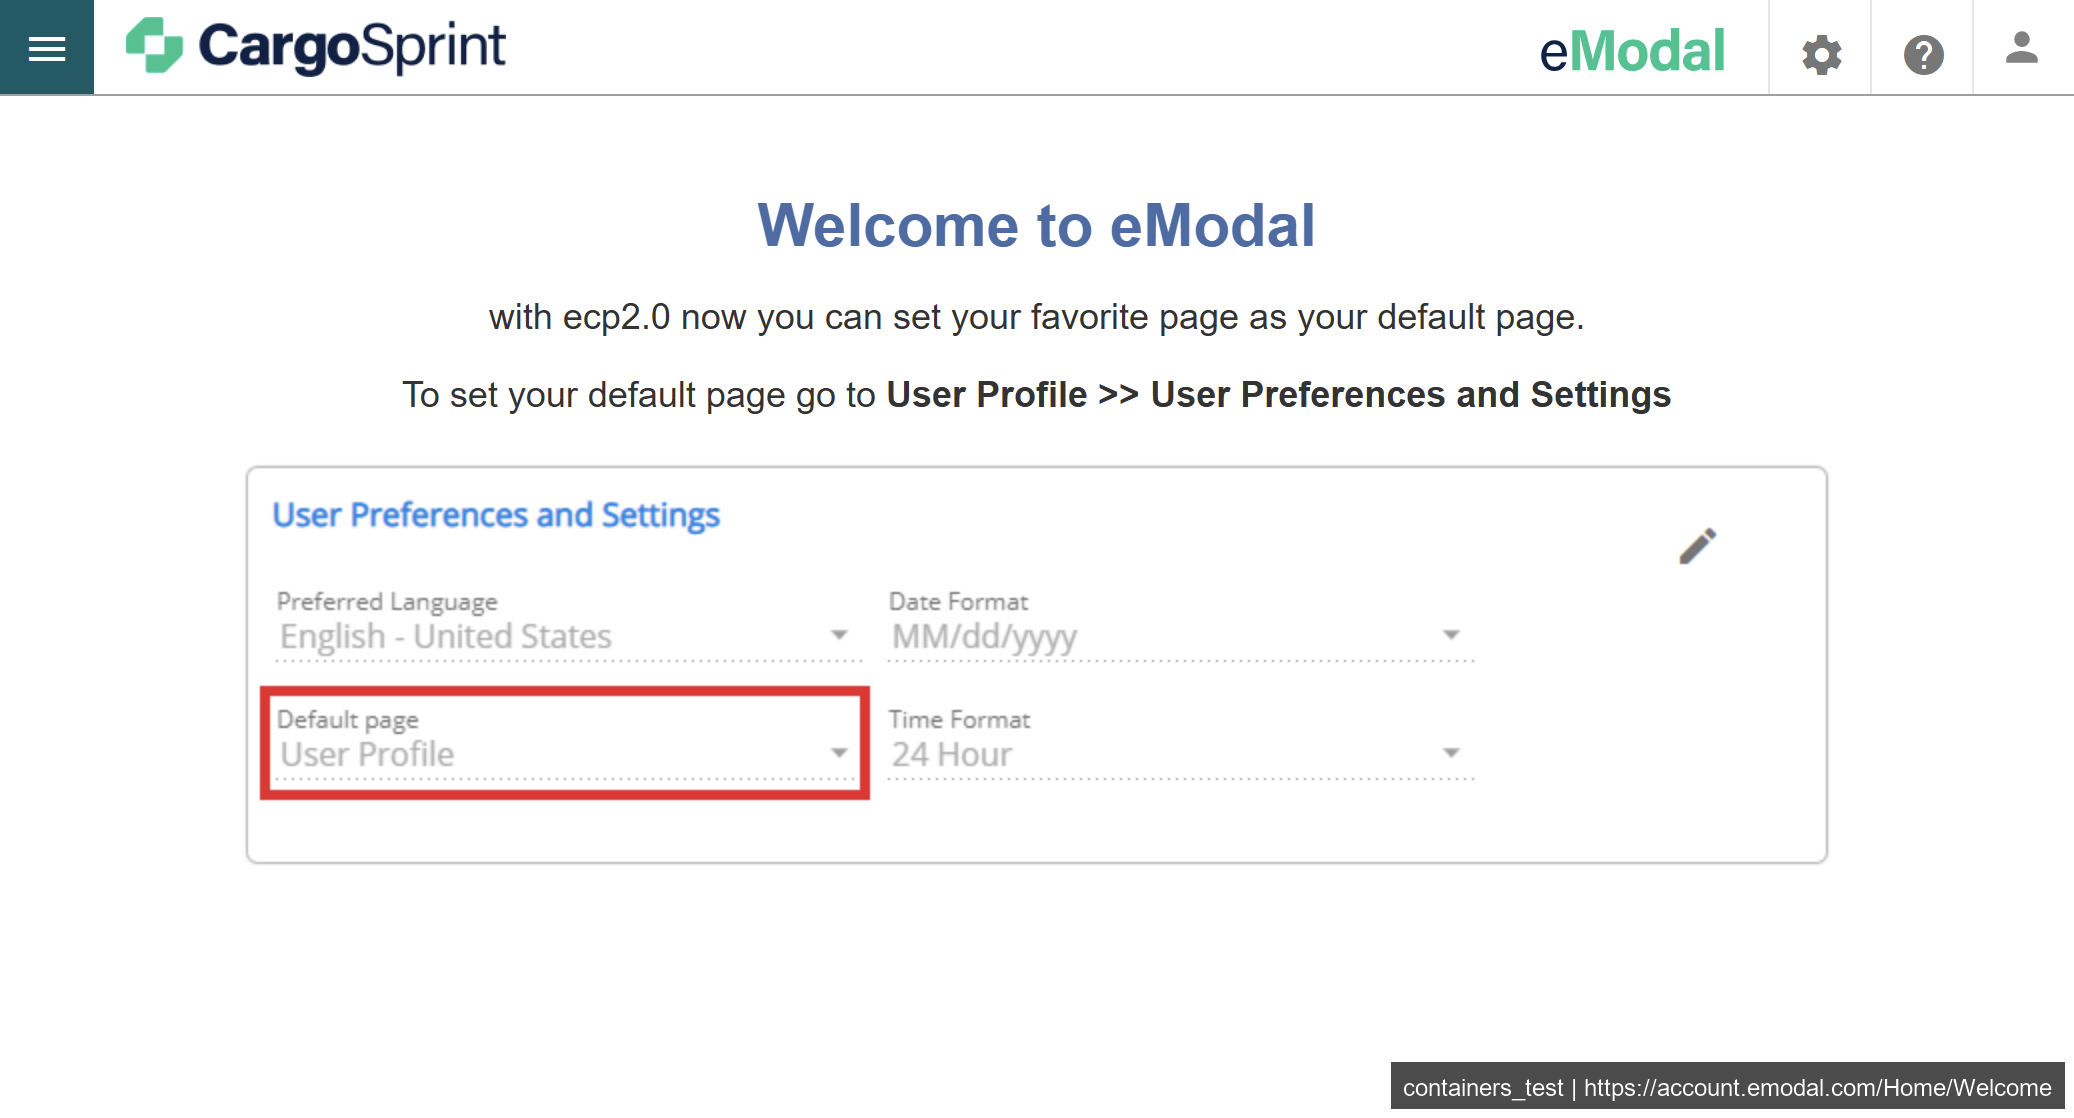 CargoSprint
eModal
Welcome to eModal
with ecp2.0 now you can set your favorite page as your default page.
To set your default page go to User Profile >> User Preferences and Settings
User Preferences and Settings
Preferred Language
English - United States
Date Format
MM/dd/yyyy
Default page
User Profile
Time Format
24 Hour
containers_test | https://account.emodal.com/Home/Welcome